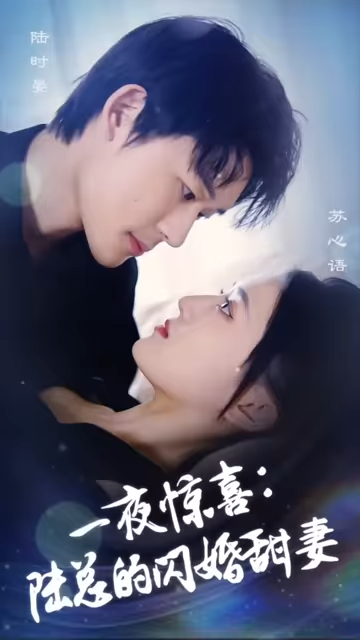 陆时晏
苏心语
一夜惊喜：
陆总的闪婚甜妻